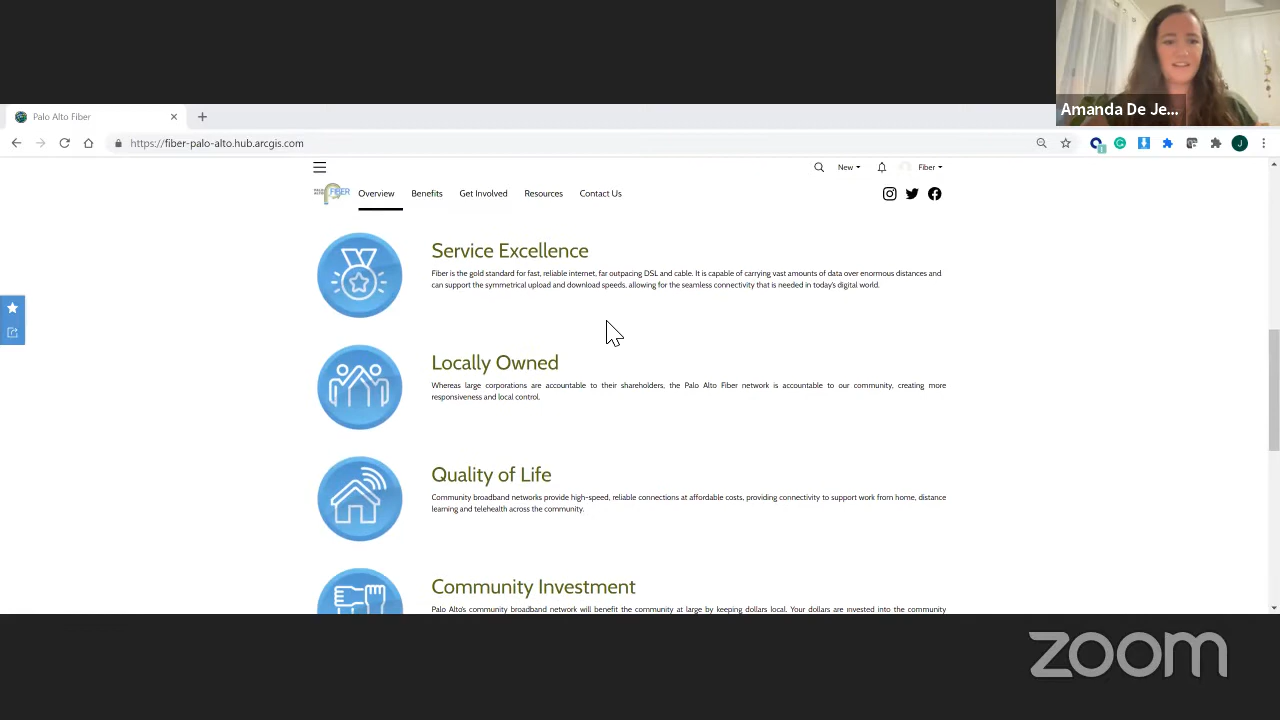 Amanda De Je...
Palo Alto Fiber
https://fiber-palo-alto.hub.arcgis.com
New
Fiber
PALO ALTO FIBER
Overview
Benefits
Get Involved
Resources
Contact Us
Service Excellence
Fiber is the gold standard for fast, reliable internet, far outpacing DSL and cable. It is capable of carrying vast amounts of data over enormous distances and
can support the symmetrical upload and download speeds, allowing for the seamless connectivity that is needed in today's digital world.
Locally Owned
Whereas large corporations are accountable to their shareholders, the Palo Alto Fiber network is accountable to our community, creating more
responsiveness and local control.
Quality of Life
Community broadband networks provide high-speed, reliable connections at affordable costs, providing connectivity to support work from home, distance
learning and telehealth across the community.
Community Investment
Palo Alto's community broadband network will benefit the community at large by keeping dollars local. Your dollars are invested into the community
zoom